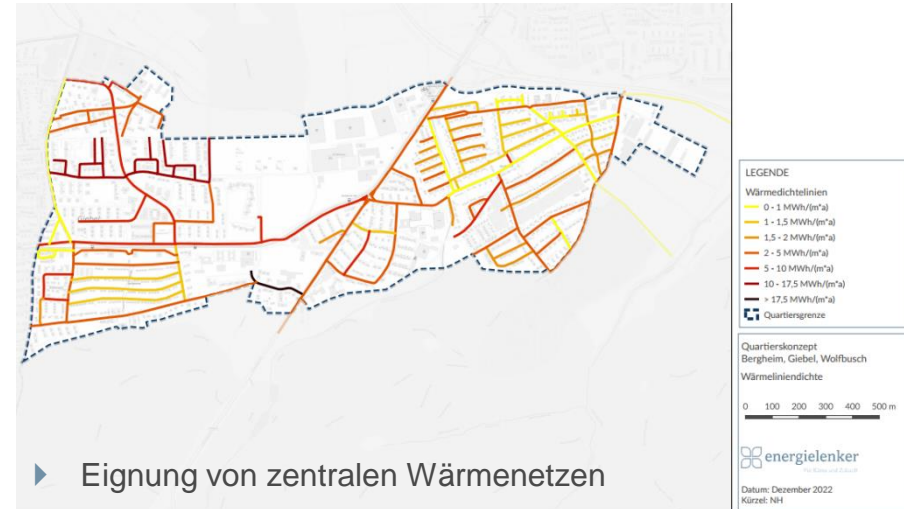 LEGENDE
Wärmedichtelinien
0 - 1 MWh/(m*a)
1 - 1,5 MWh/(m*a)
1,5 - 2 MWh/(m*a)
2 - 5 MWh/(m*a)
5 - 10 MWh/(m*a)
10 - 17,5 MWh/(m*a)
> 17,5 MWh/(m*a)
Quartiersgrenze
Quartierskonzept
Bergheim, Giebel, Wolfbusch
Wärmeliniendichte
0 100 200 300 400 500 m
energielenker
Datum: Dezember 2022
Kürzel: NH
Eignung von zentralen Wärmenetzen